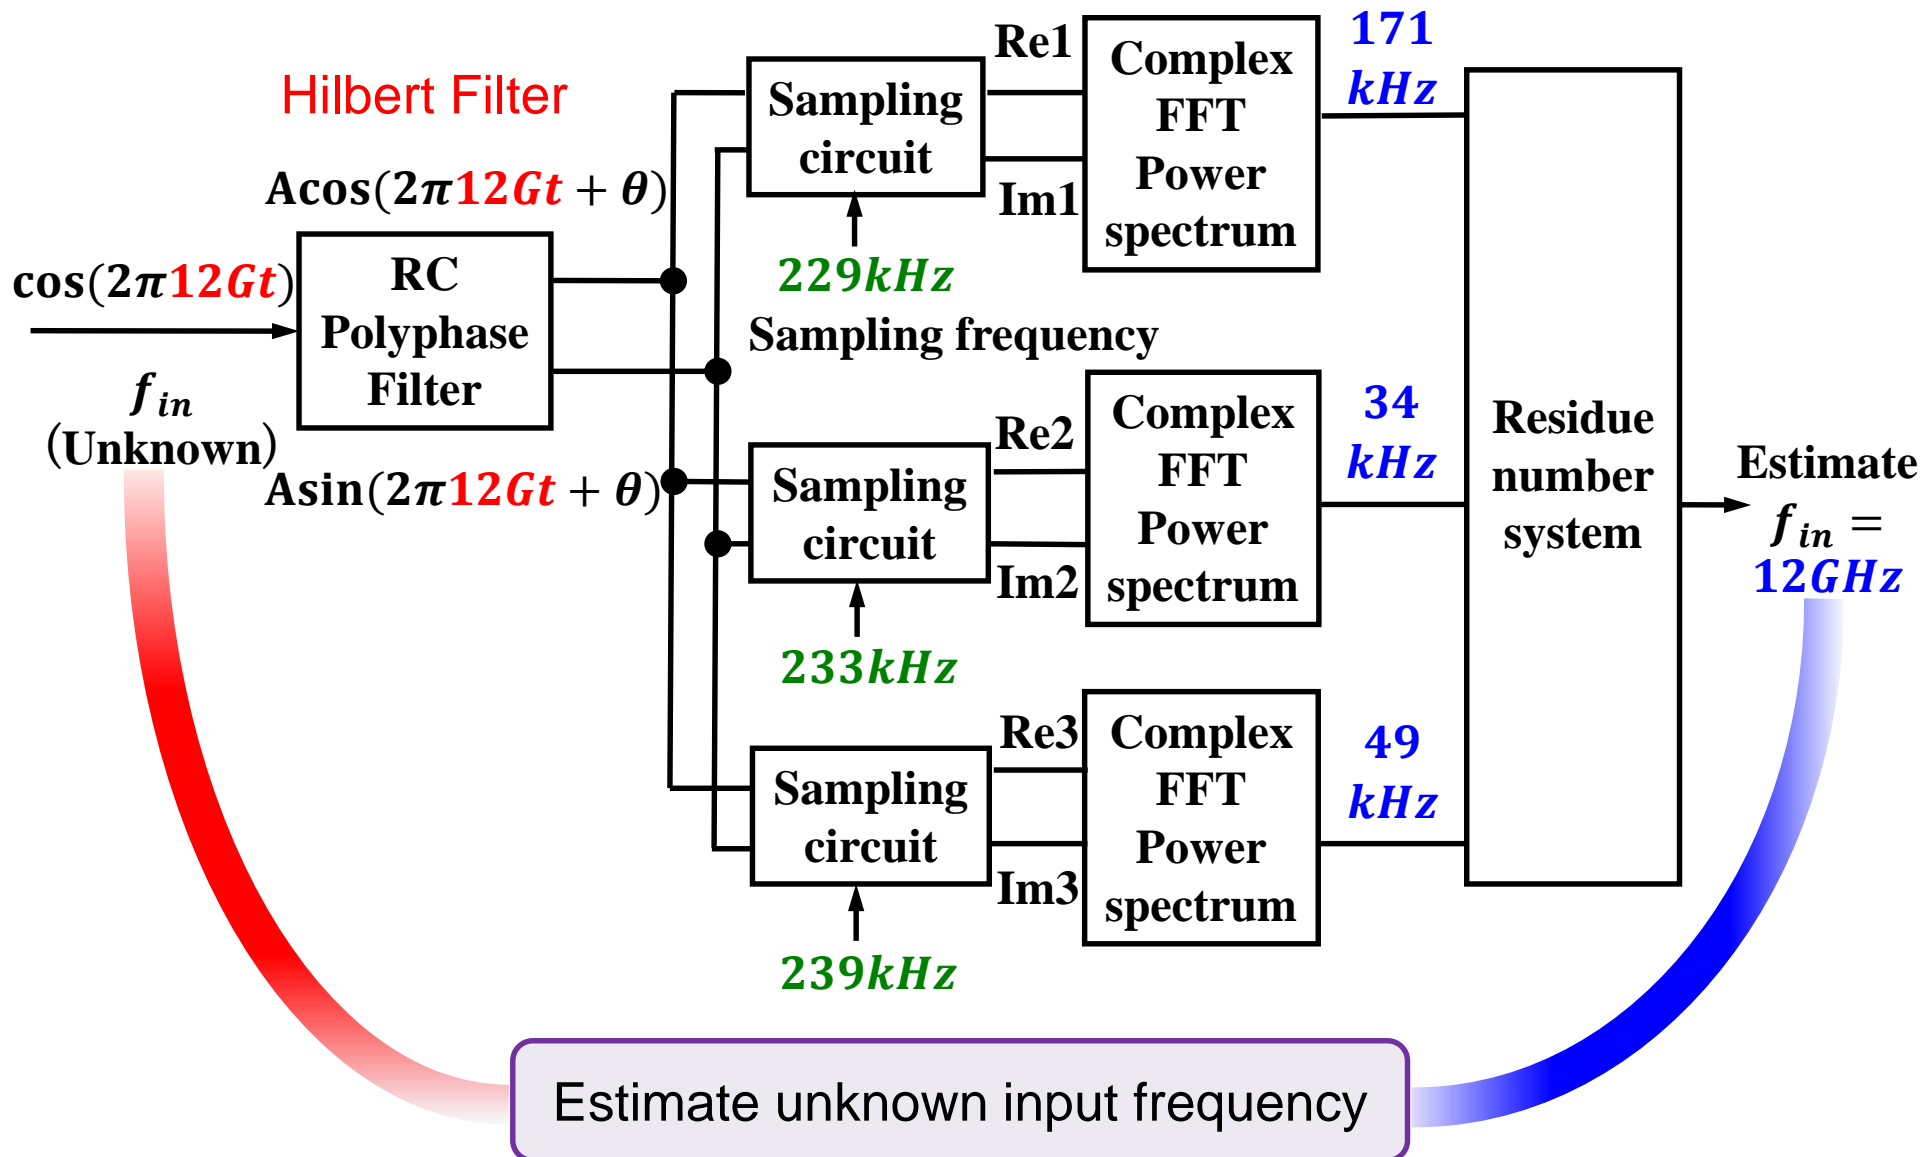 Hilbert Filter
Acos(2π12Gt + θ)
cos(2π12Gt)
f_in
(Unknown)
RC
Polyphase
Filter
Asin(2π12Gt + θ)
Sampling
circuit
229kHz
Sampling frequency
Re1
Im1
Complex
FFT
Power
spectrum
171
kHz
Sampling
circuit
233kHz
Re2
Im2
Complex
FFT
Power
spectrum
34
kHz
Sampling
circuit
239kHz
Re3
Im3
Complex
FFT
Power
spectrum
49
kHz
Residue
number
system
Estimate
f_in =
12GHz
Estimate unknown input frequency